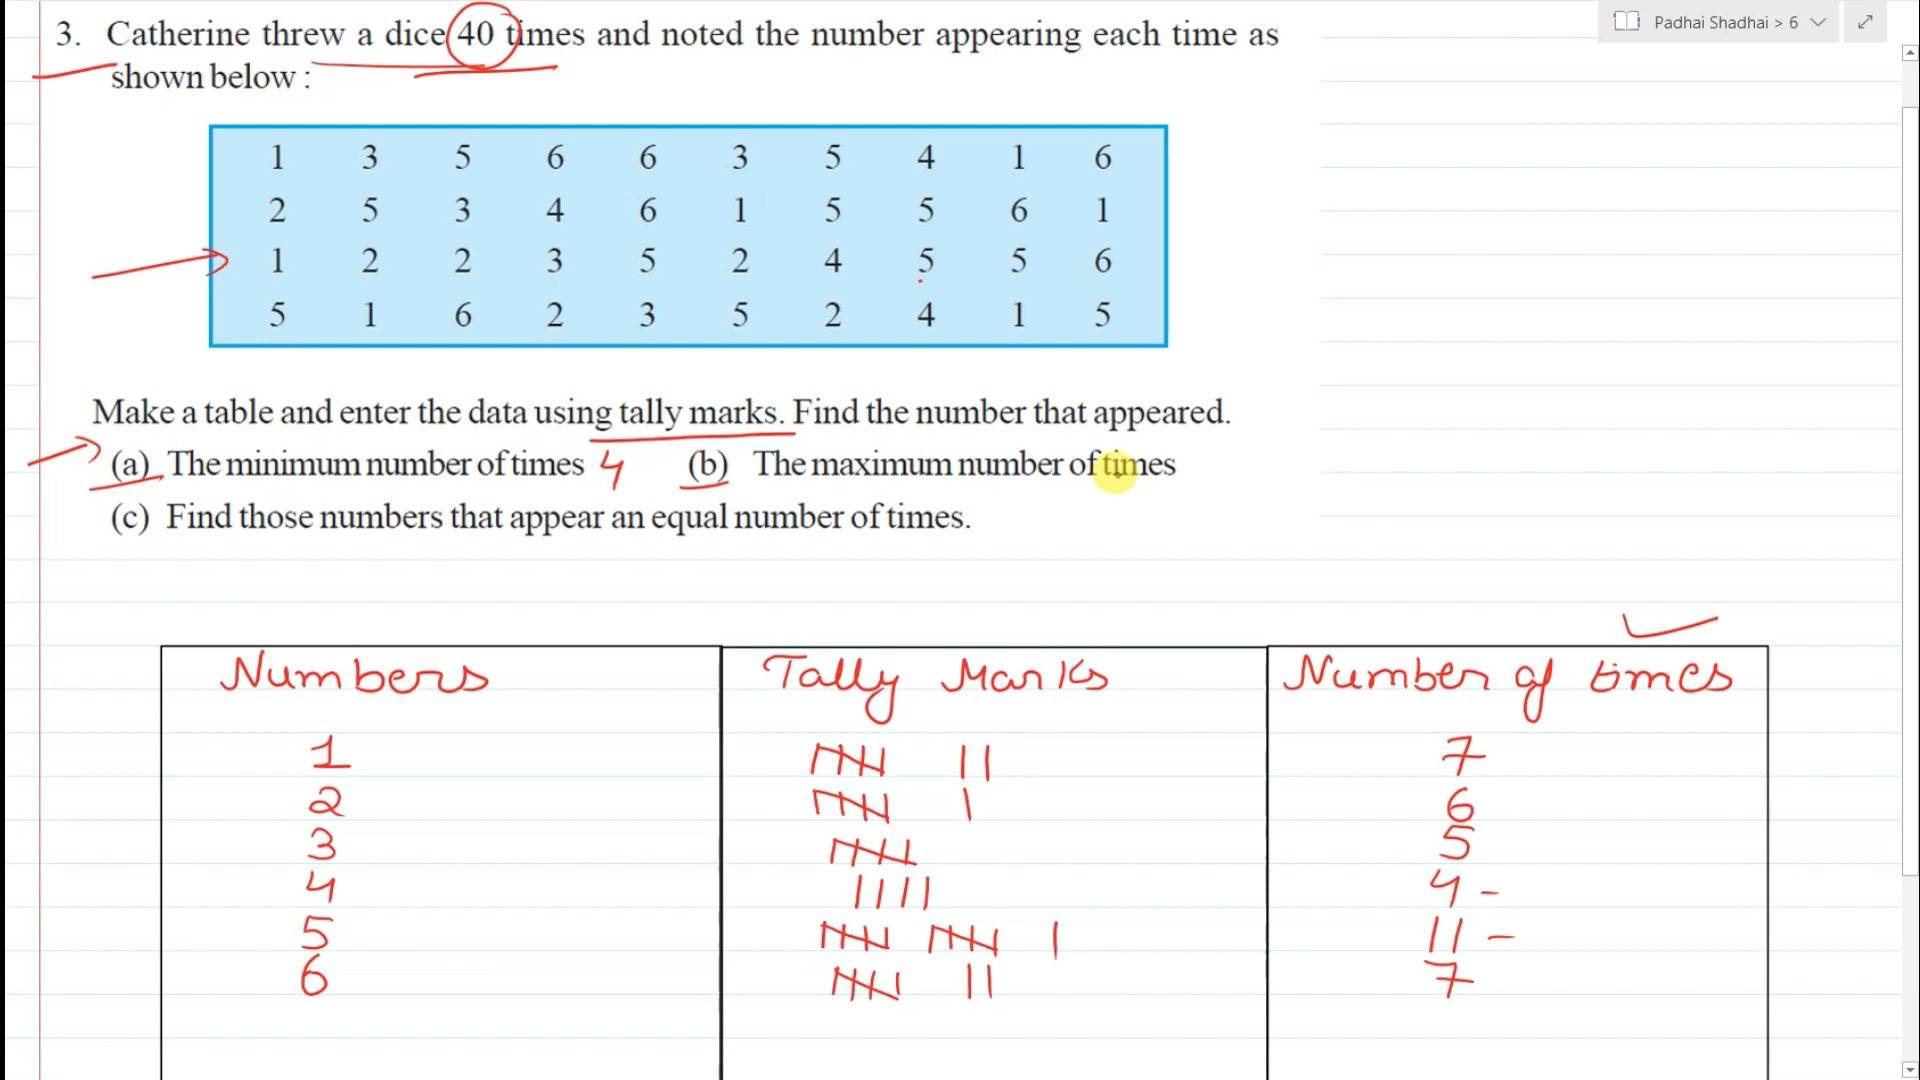 Padhai Shadhai > 6
3. Catherine threw a dice 40 times and noted the number appearing each time as
shown below :
1 3 5 6 6 3 5 4 1 6
2 5 3 4 6 1 5 5 6 1
1 2 2 3 5 2 4 5 5 6
5 1 6 2 3 5 2 4 1 5
Make a table and enter the data using tally marks. Find the number that appeared.
(a) The minimum number of times 4 (b) The maximum number of times
(c) Find those numbers that appear an equal number of times.
Numbers Tally Marks Number of times
1 7
2 6
3 5
4 4 -
5 11 -
6 7